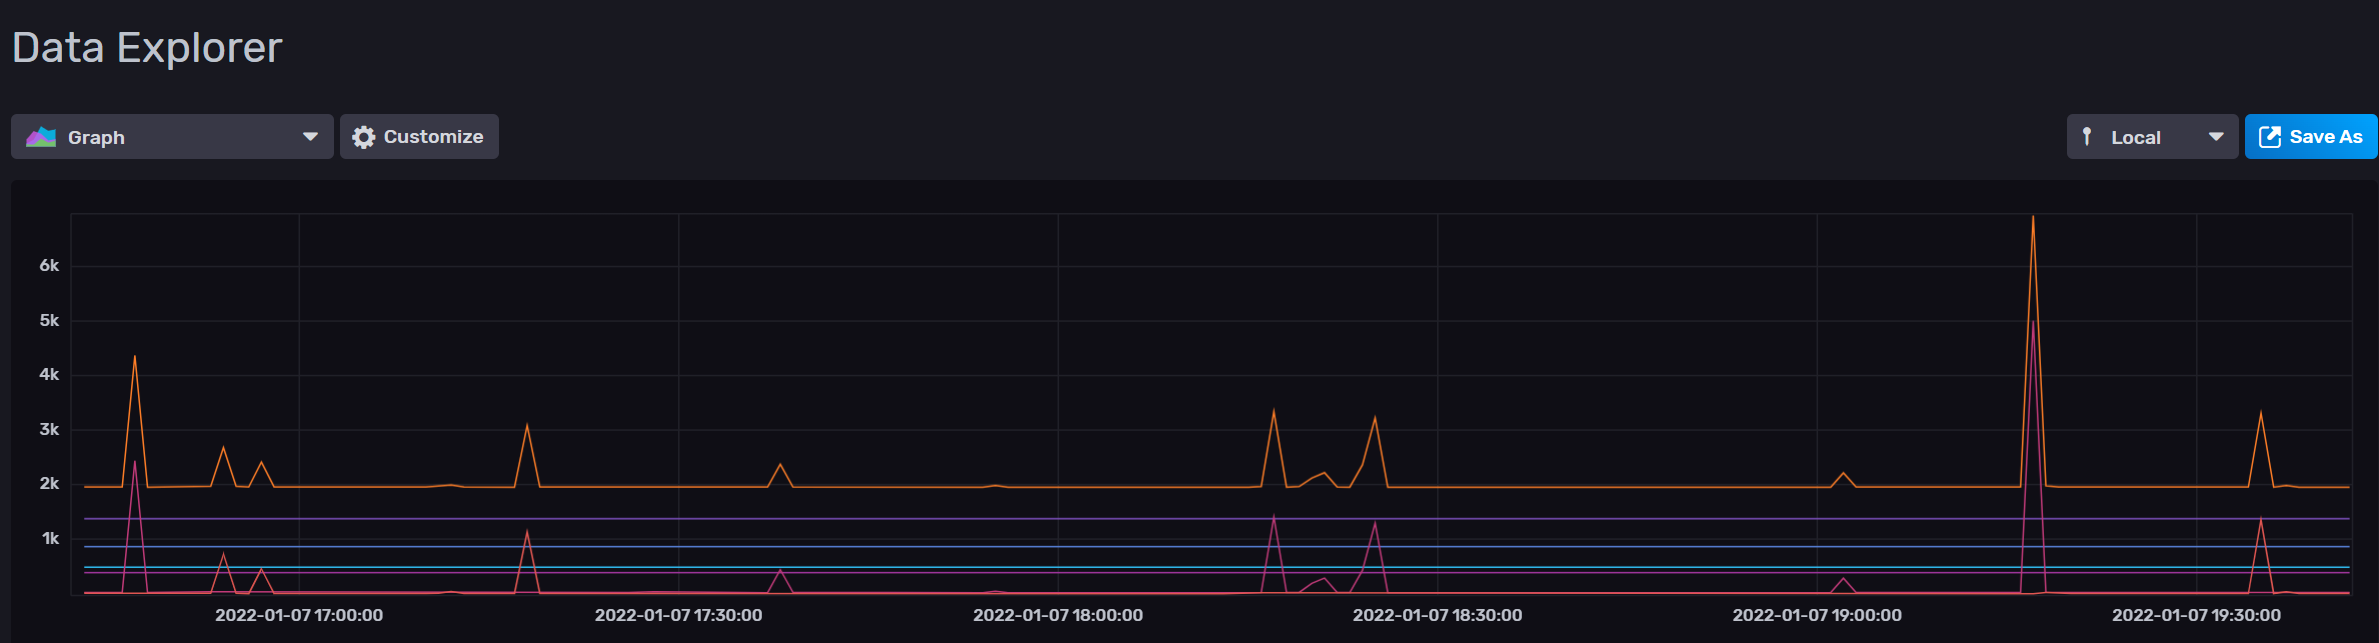 Data Explorer
Graph
Customize
Local
Save As
6k
5k
4k
3k
2k
1k
2022-01-07 17:00:00
2022-01-07 17:30:00
2022-01-07 18:00:00
2022-01-07 18:30:00
2022-01-07 19:00:00
2022-01-07 19:30:00